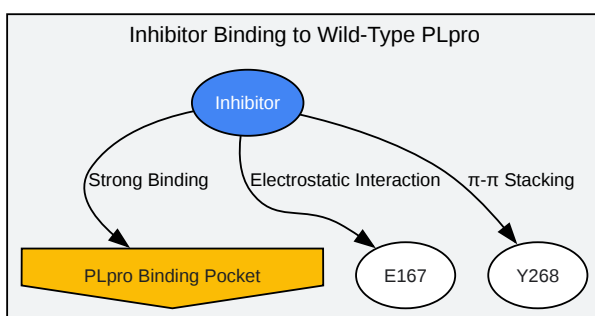 Inhibitor Binding to Wild-Type PLpro
Inhibitor
Strong Binding
Electrostatic Interaction
π-π Stacking
PLpro Binding Pocket
E167
Y268